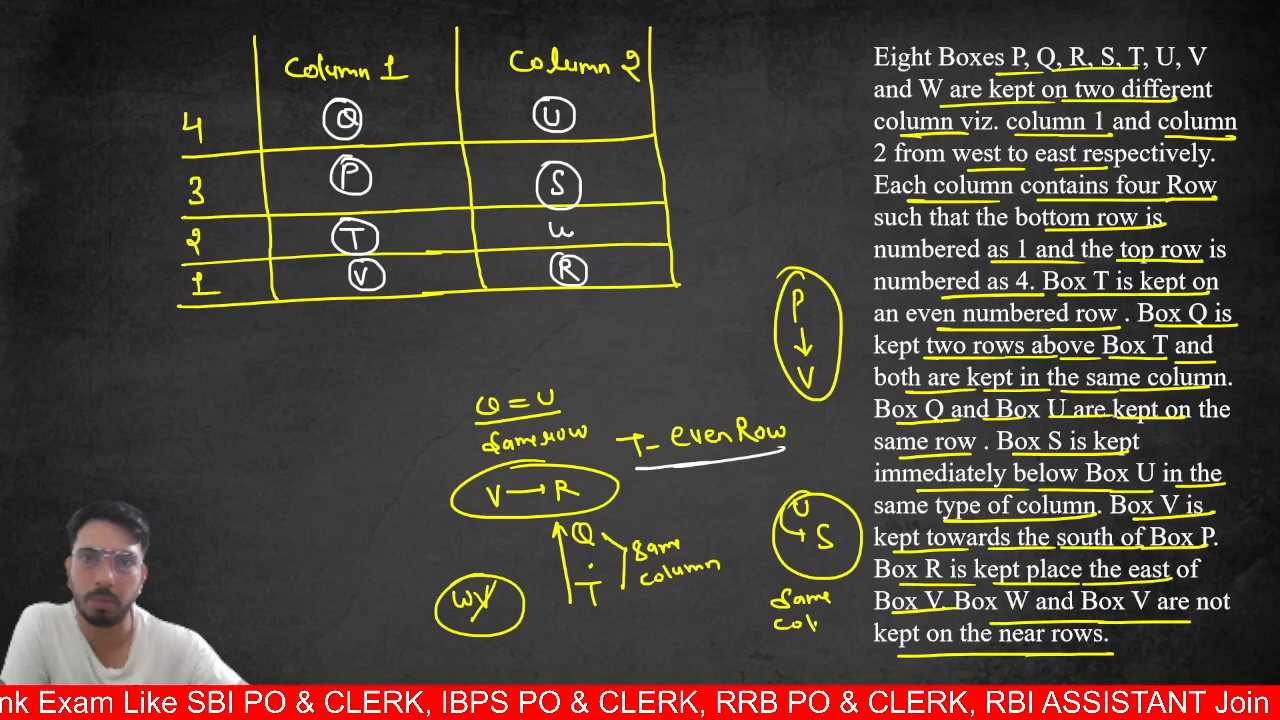 Column 1 Column 2
4 Q U
3 P S
2 T W
1 V R
Eight Boxes P, Q, R, S, T, U, V
and W are kept on two different
column viz. column 1 and column
2 from west to east respectively.
Each column contains four Row
such that the bottom row is
numbered as 1 and the top row is
numbered as 4. Box T is kept on
an even numbered row . Box Q is
kept two rows above Box T and
both are kept in the same column.
Box Q and Box U are kept on the
same row . Box S is kept
immediately below Box U in the
same type of column. Box V is
kept towards the south of Box P.
Box R is kept place the east of
Box V. Box W and Box V are not
kept on the near rows.
P
↓
V
Q = U
Same row
T- even Row
V → R
Q
T
Same
column
U
S
Same
col
W V
nk Exam Like SBI PO & CLERK, IBPS PO & CLERK, RRB PO & CLERK, RBI ASSISTANT Join